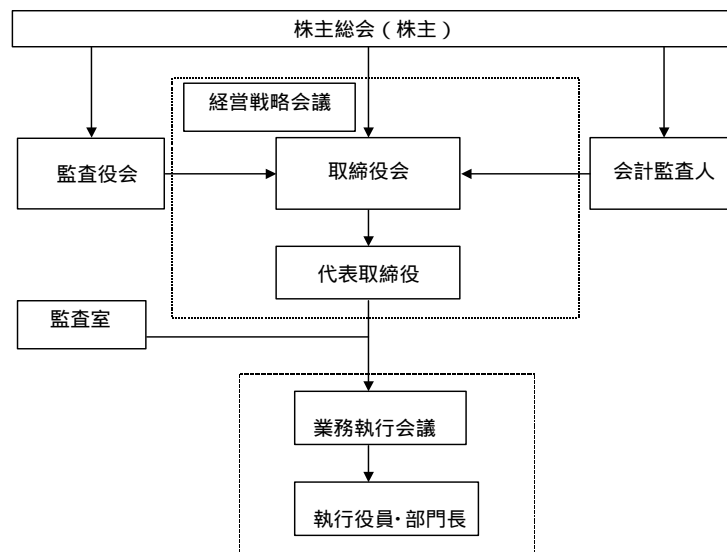 株主総会（株主）
経営戦略会議
監査役会
取締役会
会計監査人
代表取締役
監査室
業務執行会議
執行役員･部門長